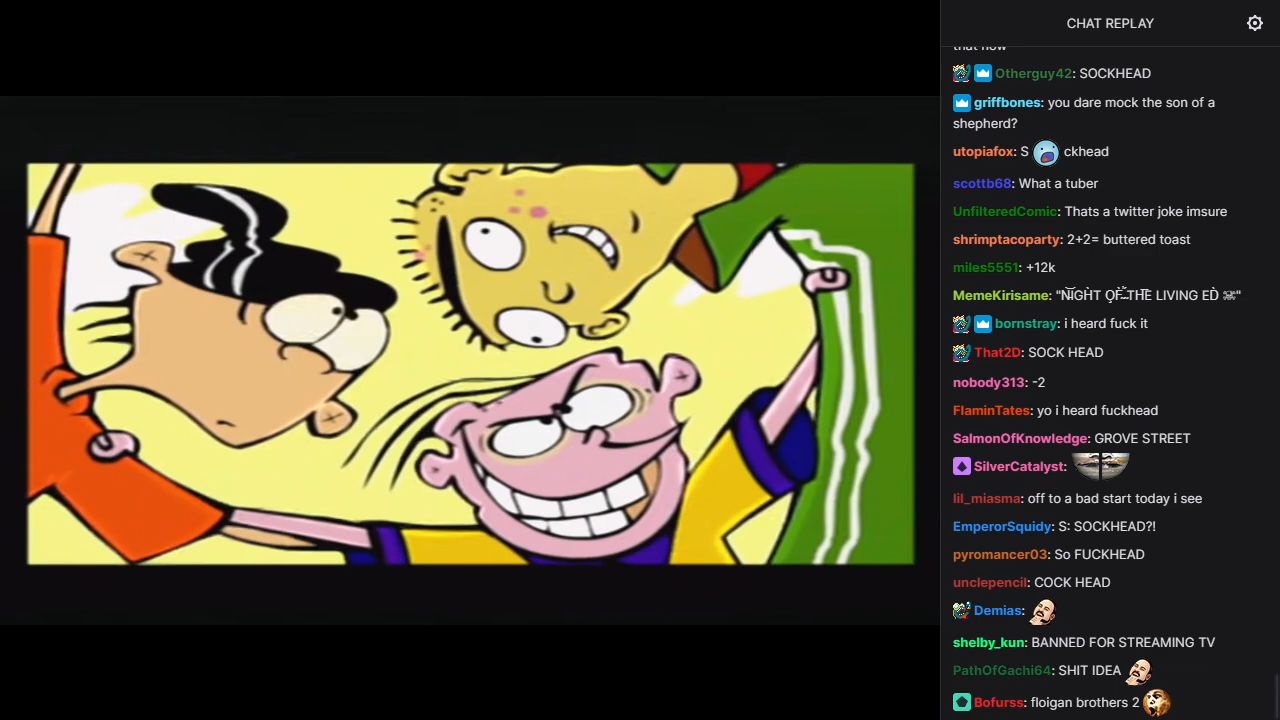 CHAT REPLAY
that now
Otherguy42: SOCKHEAD
griffbones: you dare mock the son of a
shepherd?
utopiafox: S ckhead
scottb68: What a tuber
UnfilteredComic: Thats a twitter joke imsure
shrimptacoparty: 2+2= buttered toast
miles5551: +12k
MemeKirisame: "NIGHT OF THE LIVING ED ☠"
bornstray: i heard fuck it
That2D: SOCK HEAD
nobody313: -2
FlaminTates: yo i heard fuckhead
SalmonOfKnowledge: GROVE STREET
SilverCatalyst:
lil_miasma: off to a bad start today i see
EmperorSquidy: S: SOCKHEAD?!
pyromancer03: So FUCKHEAD
unclepencil: COCK HEAD
Demias:
shelby_kun: BANNED FOR STREAMING TV
PathOfGachi64: SHIT IDEA
Bofurss: floigan brothers 2